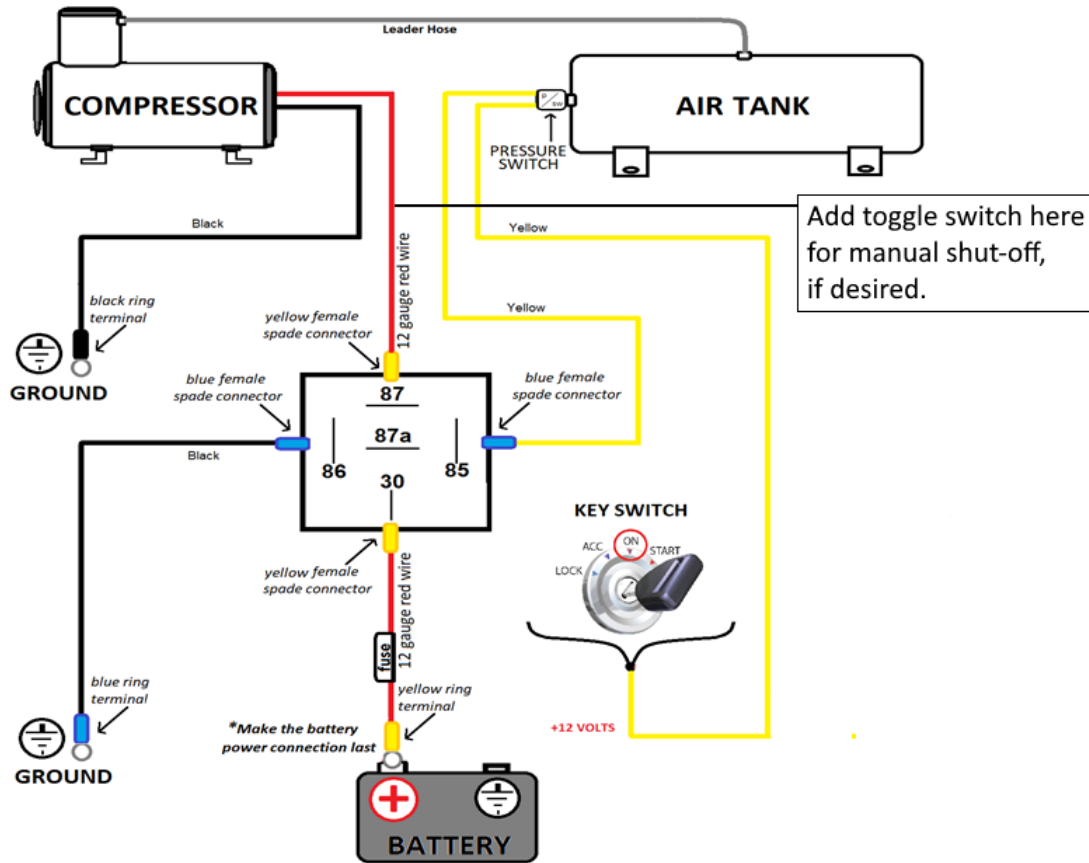 Leader Hose
COMPRESSOR
AIR TANK
P
SW
PRESSURE
SWITCH
Add toggle switch here
for manual shut-off,
if desired.
Black
Yellow
12 gauge red wire
black ring
terminal
yellow female
spade connector
Yellow
GROUND
blue female
spade connector
blue female
spade connector
87
87a
86
85
30
Black
KEY SWITCH
LOCK
ACC
ON
START
yellow female
spade connector
12 gauge red wire
fuse
blue ring
terminal
yellow ring
terminal
*Make the battery
power connection last
+12 VOLTS
GROUND
+
BATTERY